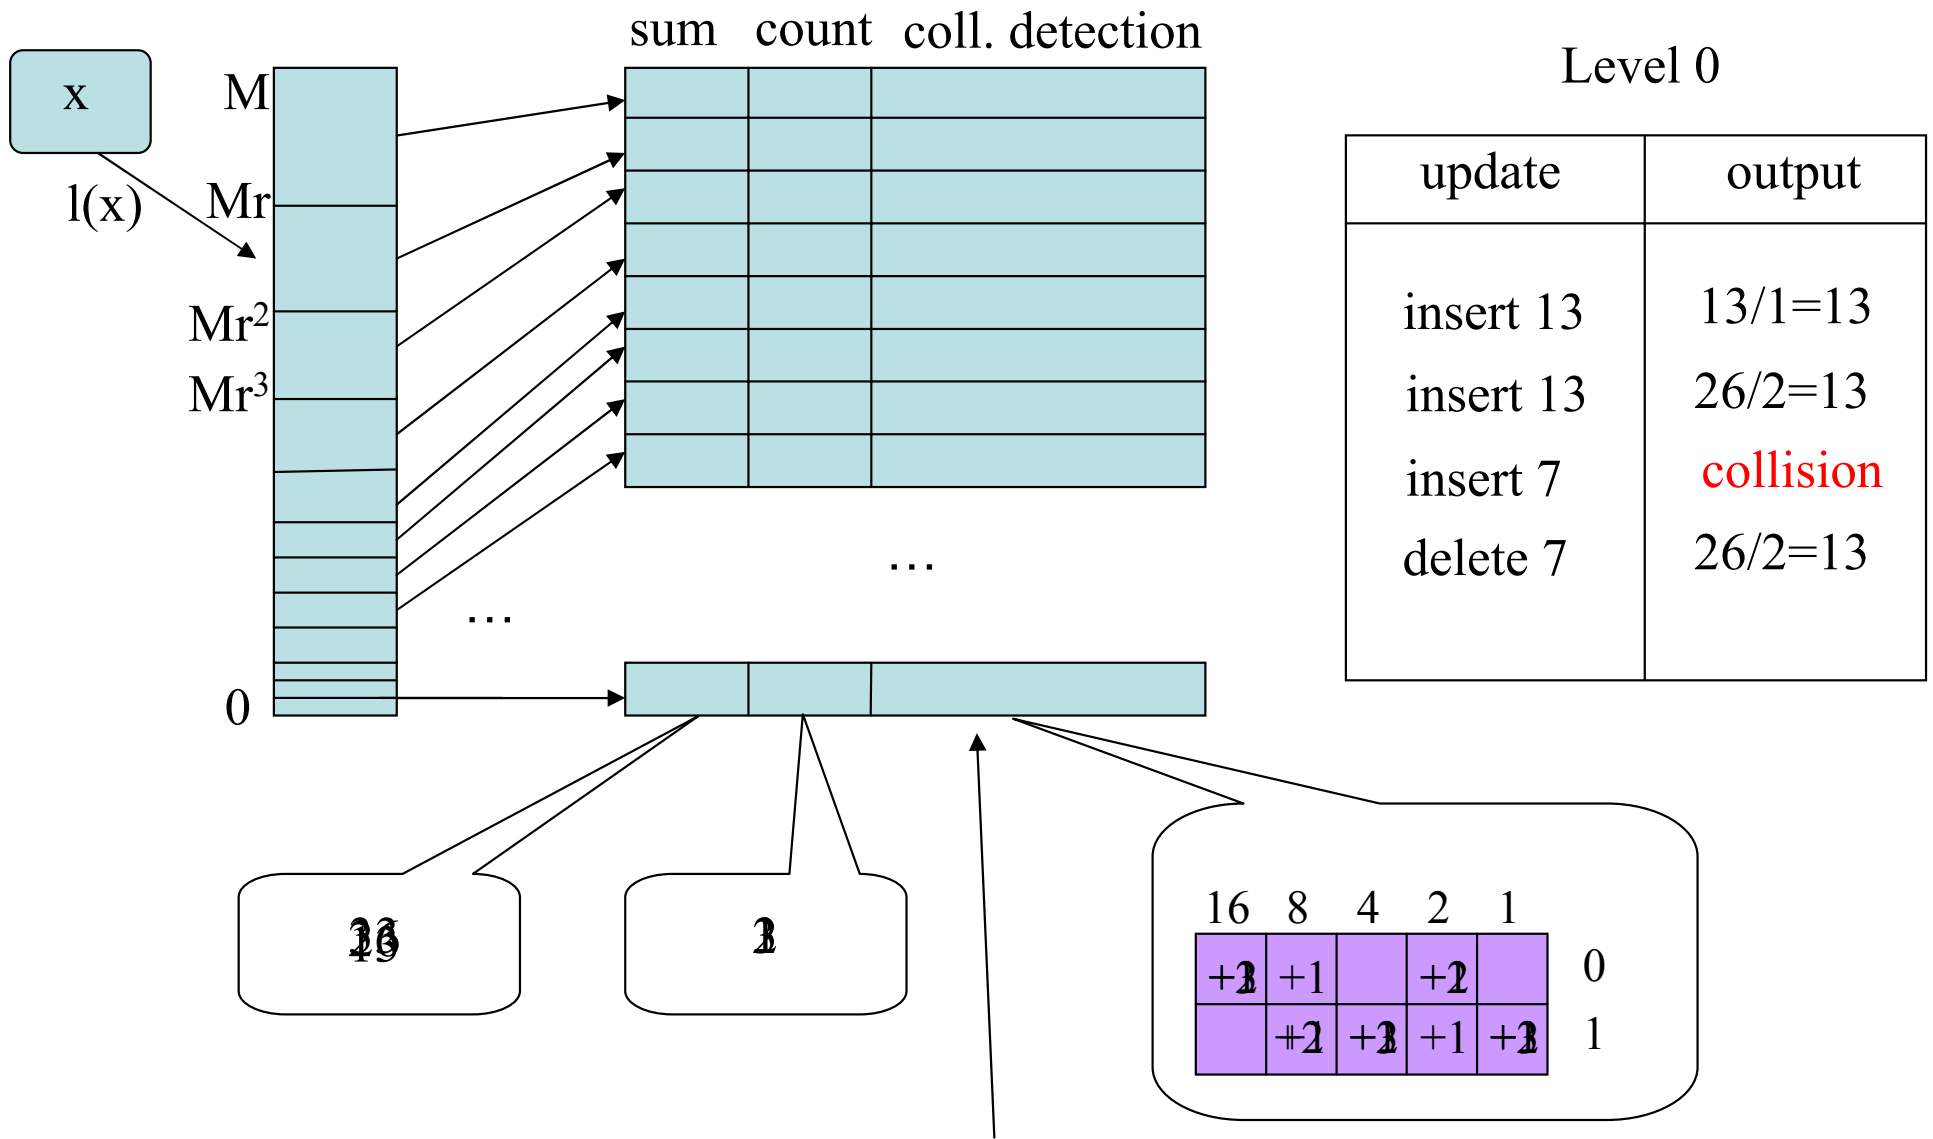 sum count coll. detection
Level 0
x
M
l(x)
Mr
Mr²
Mr³
0
…
…
update output
insert 13 13/1=13
insert 13 26/2=13
insert 7 collision
delete 7 26/2=13
16 8 4 2 1
+1
0
+1
1